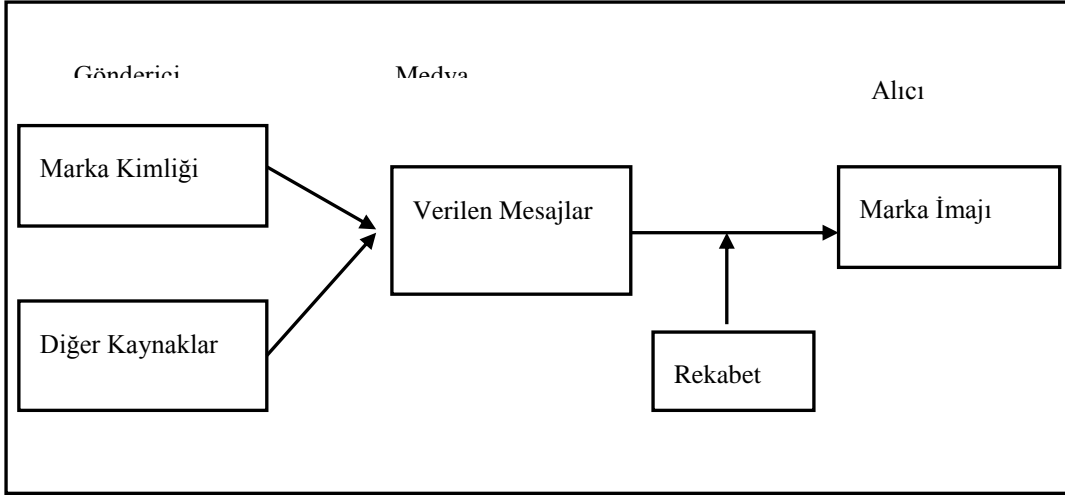 Gönderici
Medya
Alıcı
Marka Kimliği
Verilen Mesajlar
Marka İmajı
Diğer Kaynaklar
Rekabet